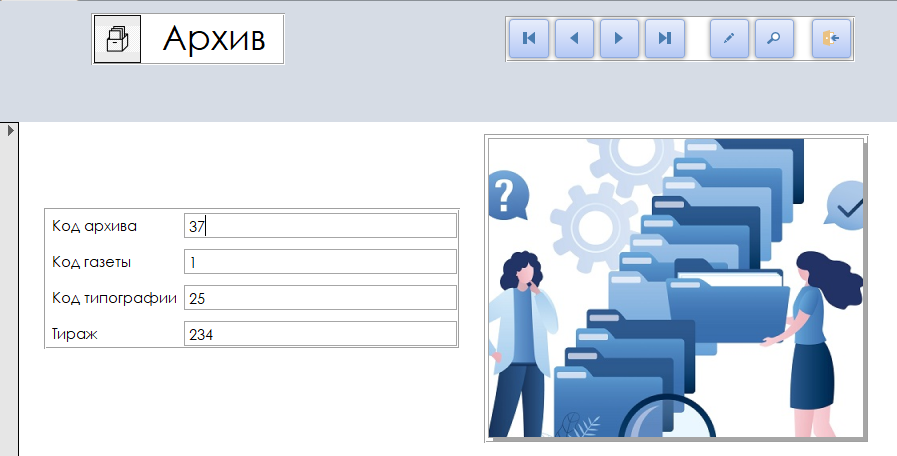 Архив
Код архива 37
Код газеты 1
Код типографии 25
Тираж 234
?